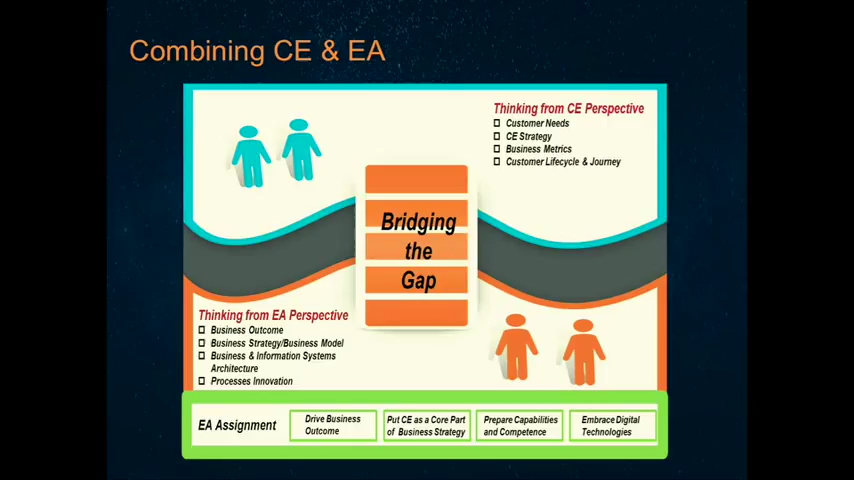 Combining CE & EA
Thinking from CE Perspective
Customer Needs
CE Strategy
Business Metrics
Customer Lifecycle & Journey
Bridging
the
Gap
Thinking from EA Perspective
Business Outcome
Business Strategy/Business Model
Business & Information Systems
Architecture
Processes Innovation
EA Assignment
Drive Business
Outcome
Put CE as a Core Part
of Business Strategy
Prepare Capabilities
and Competence
Embrace Digital
Technologies